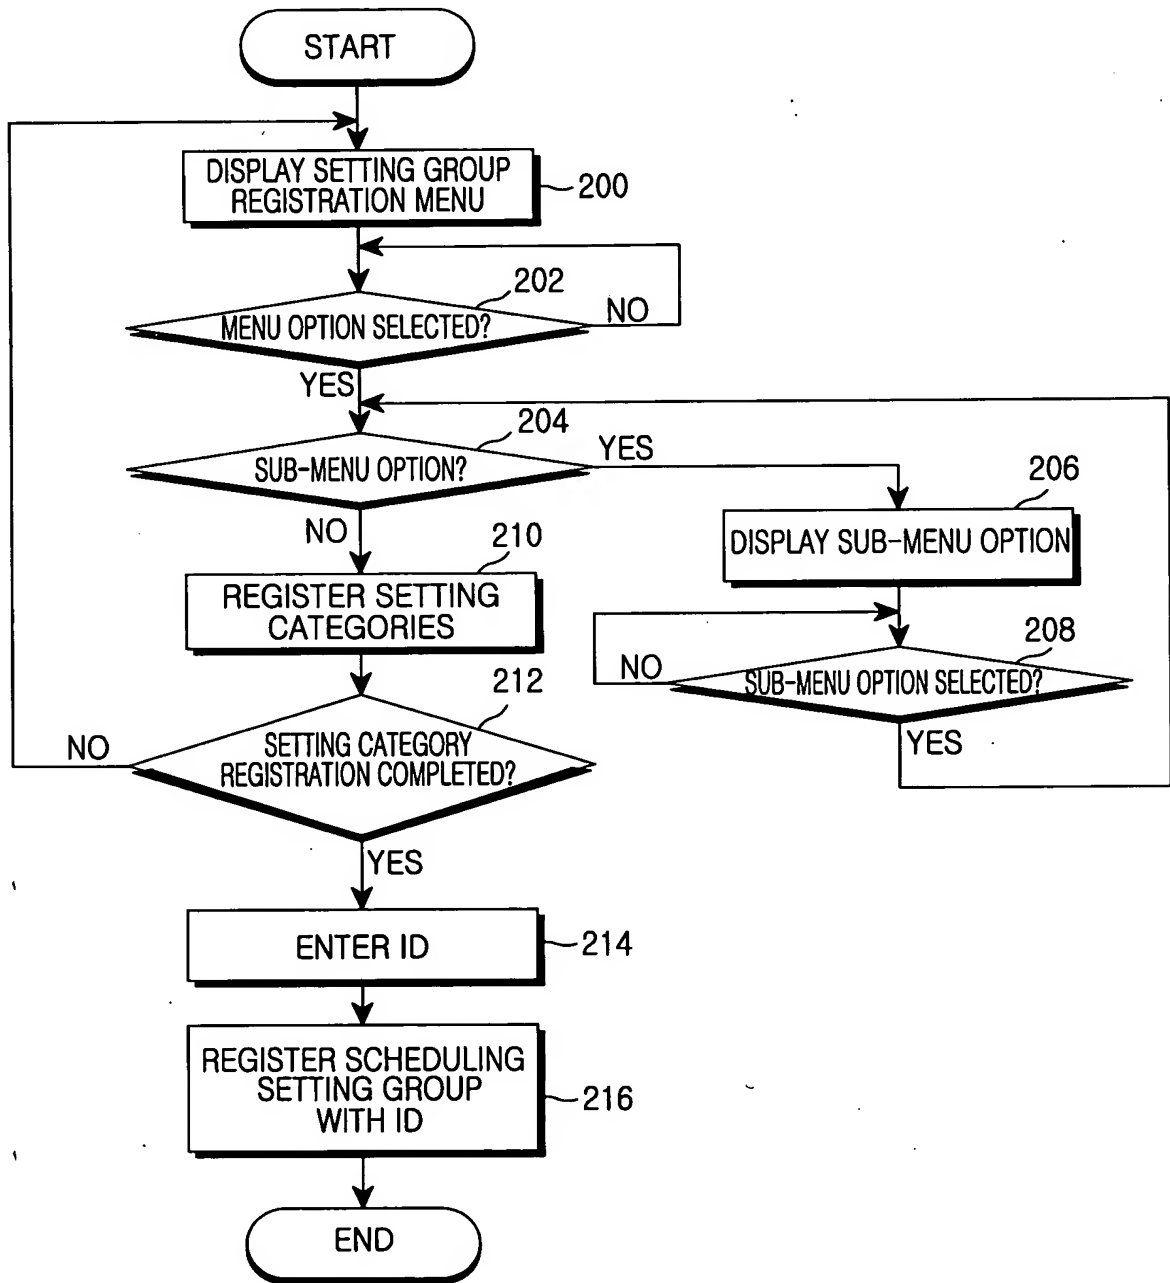 START
DISPLAY SETTING GROUP
REGISTRATION MENU
200
202
MENU OPTION SELECTED?
NO
YES
204
SUB-MENU OPTION?
YES
NO
206
DISPLAY SUB-MENU OPTION
208
SUB-MENU OPTION SELECTED?
NO
YES
210
REGISTER SETTING
CATEGORIES
212
SETTING CATEGORY
REGISTRATION COMPLETED?
NO
YES
ENTER ID
214
REGISTER SCHEDULING
SETTING GROUP
WITH ID
216
END